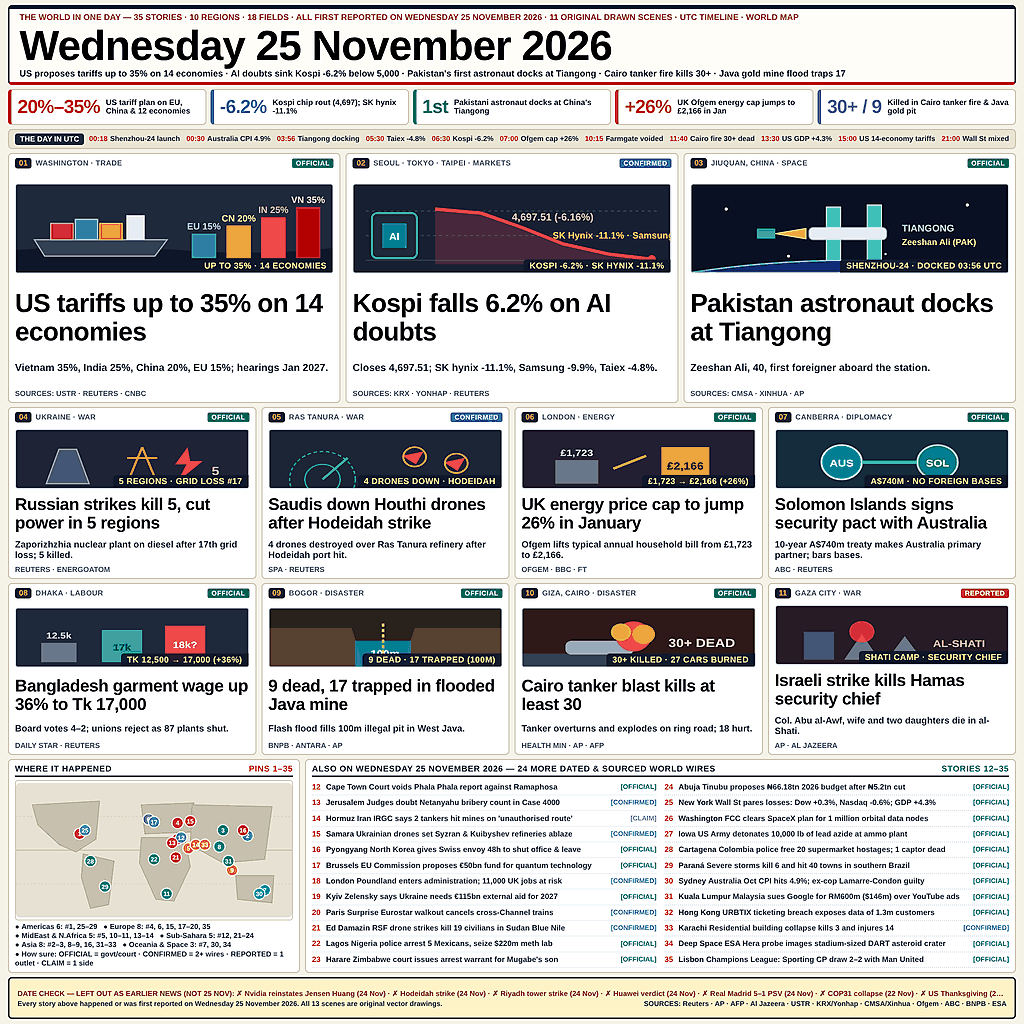 THE WORLD IN ONE DAY — 35 STORIES · 10 REGIONS · 18 FIELDS · ALL FIRST REPORTED ON WEDNESDAY 25 NOVEMBER 2026 · 11 ORIGINAL DRAWN SCENES · UTC TIMELINE · WORLD MAP
Wednesday 25 November 2026
US proposes tariffs up to 35% on 14 economies · AI doubts sink Kospi -6.2% below 5,000 · Pakistan's first astronaut docks at Tiangong · Cairo tanker fire kills 30+ · Java gold mine flood traps 17
20%–35% US tariff plan on EU, China & 12 economies
-6.2% Kospi chip rout (4,697); SK hynix -11.1%
1st Pakistani astronaut docks at China's Tiangong
+26% UK Ofgem energy cap jumps to £2,166 in Jan
30+ / 9 Killed in Cairo tanker fire & Java gold pit
THE DAY IN UTC 00:18 Shenzhou-24 launch 00:30 Australia CPI 4.9% 03:56 Tiangong docking 05:30 Taiex -4.8% 06:30 Kospi -6.2% 07:00 Ofgem cap +26% 10:15 Farmgate voided 11:40 Cairo fire 30+ dead 13:30 US GDP +4.3% 15:00 US 14-economy tariffs 21:00 Wall St mixed
01 WASHINGTON · TRADE OFFICIAL
EU 15% CN 20% IN 25% VN 35%
UP TO 35% · 14 ECONOMIES
US tariffs up to 35% on 14
economies
Vietnam 35%, India 25%, China 20%, EU 15%; hearings Jan 2027.
SOURCES: USTR · REUTERS · CNBC
02 SEOUL · TOKYO · TAIPEI · MARKETS CONFIRMED
AI
4,697.51 (-6.16%)
SK Hynix -11.1% · Samsung
KOSPI -6.2% · SK HYNIX -11.1%
Kospi falls 6.2% on AI
doubts
Closes 4,697.51; SK hynix -11.1%, Samsung -9.9%, Taiex -4.8%.
SOURCES: KRX · YONHAP · REUTERS
03 JIUQUAN, CHINA · SPACE OFFICIAL
TIANGONG
Zeeshan Ali (PAK)
SHENZHOU-24 · DOCKED 03:56 UTC
Pakistan astronaut docks
at Tiangong
Zeeshan Ali, 40, first foreigner aboard the station.
SOURCES: CMSA · XINHUA · AP
04 UKRAINE · WAR OFFICIAL
5
5 REGIONS · GRID LOSS #17
Russian strikes kill 5, cut
power in 5 regions
Zaporizhzhia nuclear plant on diesel after 17th grid
loss; 5 killed.
REUTERS · ENERGOATOM
05 RAS TANURA · WAR CONFIRMED
4 DRONES DOWN · HODEIDAH
Saudis down Houthi drones
after Hodeidah strike
4 drones destroyed over Ras Tanura refinery after
Hodeidah port hit.
SPA · REUTERS
06 LONDON · ENERGY OFFICIAL
£1,723
£2,166
£1,723 → £2,166 (+26%)
UK energy price cap to jump
26% in January
Ofgem lifts typical annual household bill from £1,723
to £2,166.
OFGEM · BBC · FT
07 CANBERRA · DIPLOMACY OFFICIAL
AUS SOL
A$740M · NO FOREIGN BASES
Solomon Islands signs
security pact with Australia
10-year A$740m treaty makes Australia primary
partner; bars bases.
ABC · REUTERS
08 DHAKA · LABOUR OFFICIAL
12.5k 17k 18k?
TK 12,500 → 17,000 (+36%)
Bangladesh garment wage up
36% to Tk 17,000
Board votes 4–2; unions reject as 87 plants shut.
DAILY STAR · REUTERS
09 BOGOR · DISASTER OFFICIAL
100m
9 DEAD · 17 TRAPPED (100M)
9 dead, 17 trapped in flooded
Java mine
Flash flood fills 100m illegal pit in West Java.
BNPB · ANTARA · AP
10 GIZA, CAIRO · DISASTER OFFICIAL
30+ DEAD
30+ KILLED · 27 CARS BURNED
Cairo tanker blast kills at
least 30
Tanker overturns and explodes on ring road; 18 hurt.
HEALTH MIN · AP · AFP
11 GAZA CITY · WAR REPORTED
AL-SHATI
SHATI CAMP · SECURITY CHIEF
Israeli strike kills Hamas
security chief
Col. Abu al-Awf, wife and two daughters die in al-
Shati.
AP · AL JAZEERA
WHERE IT HAPPENED PINS 1–35
● Americas 6: #1, 25–29 ● Europe 8: #4, 6, 15, 17–20, 35
● MidEast & N.Africa 5: #5, 10–11, 13–14 ● Sub-Sahara 5: #12, 21–24
● Asia 8: #2–3, 8–9, 16, 31–33 ● Oceania & Space 3: #7, 30, 34
● How sure: OFFICIAL = govt/court · CONFIRMED = 2+ wires · REPORTED = 1
outlet · CLAIM = 1 side
ALSO ON WEDNESDAY 25 NOVEMBER 2026 — 24 MORE DATED & SOURCED WORLD WIRES STORIES 12–35
12 Cape Town Court voids Phala Phala report against Ramaphosa [OFFICIAL]
13 Jerusalem Judges doubt Netanyahu bribery count in Case 4000 [CONFIRMED]
14 Hormuz Iran IRGC says 2 tankers hit mines on 'unauthorised route' [CLAIM]
15 Samara Ukrainian drones set Syzran & Kuibyshev refineries ablaze [CONFIRMED]
16 Pyongyang North Korea gives Swiss envoy 48h to shut office & leave [OFFICIAL]
17 Brussels EU Commission proposes €50bn fund for quantum technology [OFFICIAL]
18 London Poundland enters administration; 11,000 UK jobs at risk [CONFIRMED]
19 Kyiv Zelensky says Ukraine needs €115bn external aid for 2027 [OFFICIAL]
20 Paris Surprise Eurostar walkout cancels cross-Channel trains [CONFIRMED]
21 Ed Damazin RSF drone strikes kill 19 civilians in Sudan Blue Nile [CONFIRMED]
22 Lagos Nigeria police arrest 5 Mexicans, seize $220m meth lab [OFFICIAL]
23 Harare Zimbabwe court issues arrest warrant for Mugabe's son [OFFICIAL]
24 Abuja Tinubu proposes ₦66.18tn 2026 budget after ₦5.2tn cut [OFFICIAL]
25 New York Wall St pares losses: Dow +0.3%, Nasdaq -0.6%; GDP +4.3% [OFFICIAL]
26 Washington FCC clears SpaceX plan for 1 million orbital data nodes [OFFICIAL]
27 Iowa US Army detonates 10,000 lb of lead azide at ammo plant [OFFICIAL]
28 Cartagena Colombia police free 20 supermarket hostages; 1 captor dead [OFFICIAL]
29 Paraná Severe storms kill 6 and hit 40 towns in southern Brazil [OFFICIAL]
30 Sydney Australia Oct CPI hits 4.9%; ex-cop Lamarre-Condon guilty [OFFICIAL]
31 Kuala Lumpur Malaysia sues Google for RM600m ($146m) over YouTube ads [OFFICIAL]
32 Hong Kong URBTIX ticketing breach exposes data of 1.3m customers [OFFICIAL]
33 Karachi Residential building collapse kills 3 and injures 14 [CONFIRMED]
34 Deep Space ESA Hera probe images stadium-sized DART asteroid crater [OFFICIAL]
35 Lisbon Champions League: Sporting CP draw 2–2 with Man United [OFFICIAL]
DATE CHECK — LEFT OUT AS EARLIER NEWS (NOT 25 NOV): ✗ Nvidia reinstates Jensen Huang (24 Nov) · ✗ Hodeidah strike (24 Nov) · ✗ Riyadh tower strike (24 Nov) · ✗ Huawei verdict (24 Nov) · ✗ Real Madrid 5–1 PSV (24 Nov) · ✗ COP31 collapse (22 Nov) · ✗ US Thanksgiving (2…
Every story above happened or was first reported on Wednesday 25 November 2026. All 13 scenes are original vector drawings.
SOURCES: Reuters · AP · AFP · Al Jazeera · USTR · KRX/Yonhap · CMSA/Xinhua · Ofgem · ABC · BNPB · ESA